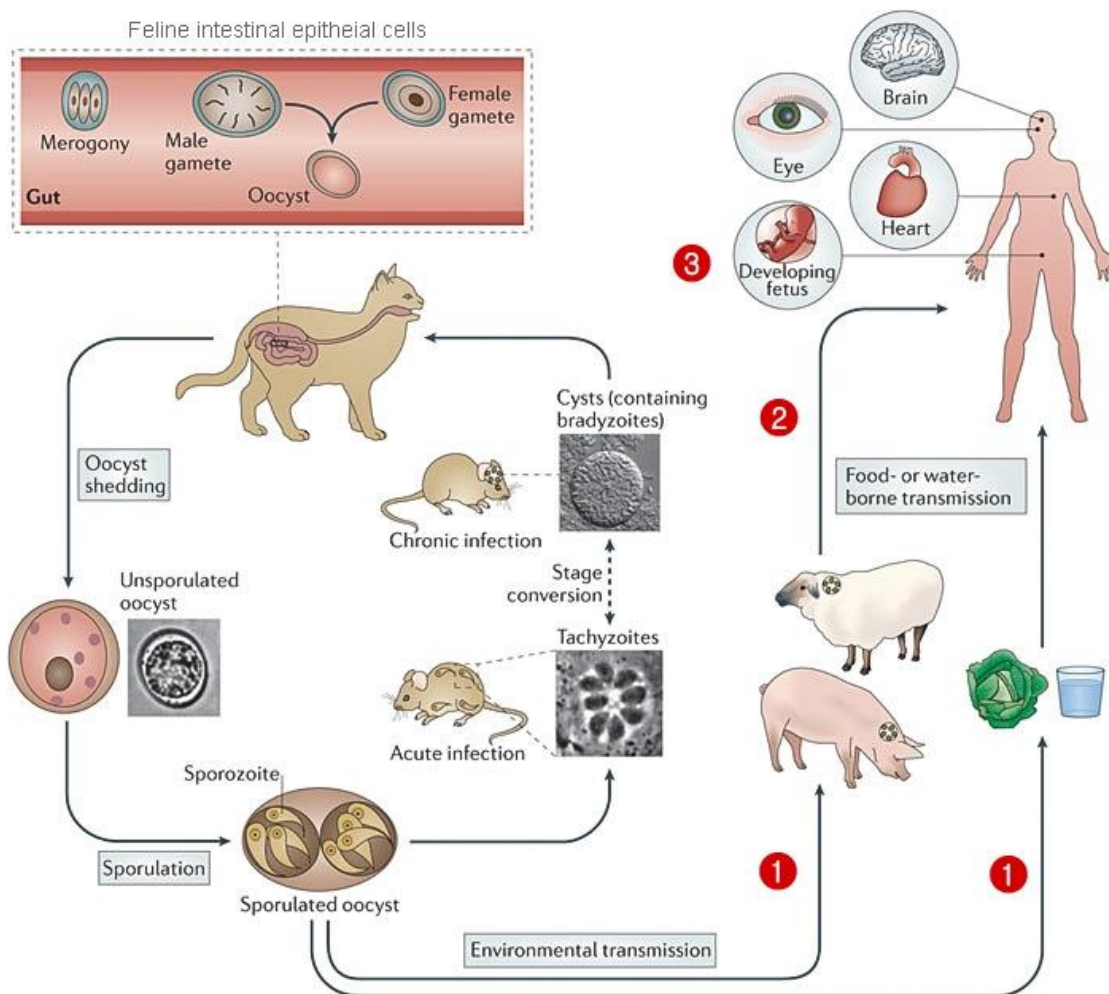 Feline intestinal epitheial cells
Merogony
Male
gamete
Female
gamete
Oocyst
Gut
Brain
Eye
Heart
3
Developing
fetus
Oocyst
shedding
Cysts (containing
bradyzoites)
Chronic infection
2
Food- or water-
borne transmission
Unsporulated
oocyst
Stage
conversion
Tachyzoites
Acute infection
Sporozoite
Sporulation
Sporulated oocyst
1
1
Environmental transmission